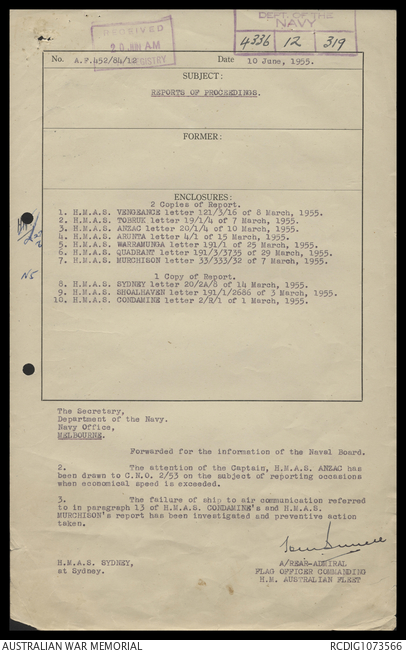 RECEIVED
20 JUN AM
REGISTRY
DEPT. OF THE
NAVY
4336 12 319
No. A.F.452/84/12 Date 10 June, 1955.
SUBJECT:
REPORTS OF PROCEEDINGS.
FORMER:
ENCLOSURES:
2 Copies of Report.
1. H.M.A.S. VENGEANCE letter 121/3/16 of 8 March, 1955.
2. H.M.A.S. TOBRUK letter 19/1/4 of 7 March, 1955.
3. H.M.A.S. ANZAC letter 20/1/4 of 10 March, 1955.
4. H.M.A.S. ARUNTA letter 4/1 of 15 March, 1955.
5. H.M.A.S. WARRAMUNGA letter 191/1 of 25 March, 1955.
6. H.M.A.S. QUADRANT letter 191/3/3735 of 29 March, 1955.
7. H.M.A.S. MURCHISON letter 33/333/32 of 7 March, 1955.
1 Copy of Report.
8. H.M.A.S. SYDNEY letter 20/2A/8 of 14 March, 1955.
9. H.M.A.S. SHOALHAVEN letter 191/1/2686 of 3 March, 1955.
10. H.M.A.S. CONDAMINE letter 2/R/1 of 1 March, 1955.
NS
The Secretary,
Department of the Navy.
Navy Office,
MELBOURNE.
Forwarded for the information of the Naval Board.
2. The attention of the Captain, H.M.A.S. ANZAC has
been drawn to C.N.O. 2/53 on the subject of reporting occasions
when economical speed is exceeded.
3. The failure of ship to air communication referred
to in paragraph 13 of H.M.A.S. CONDAMINE's and H.M.A.S.
MURCHISON's report has been investigated and preventive action
taken.
H.M.A.S. SYDNEY,
at Sydney.
A/REAR-ADMIRAL
FLAG OFFICER COMMANDING
H.M. AUSTRALIAN FLEET
AUSTRALIAN WAR MEMORIAL
RCDIG1073566